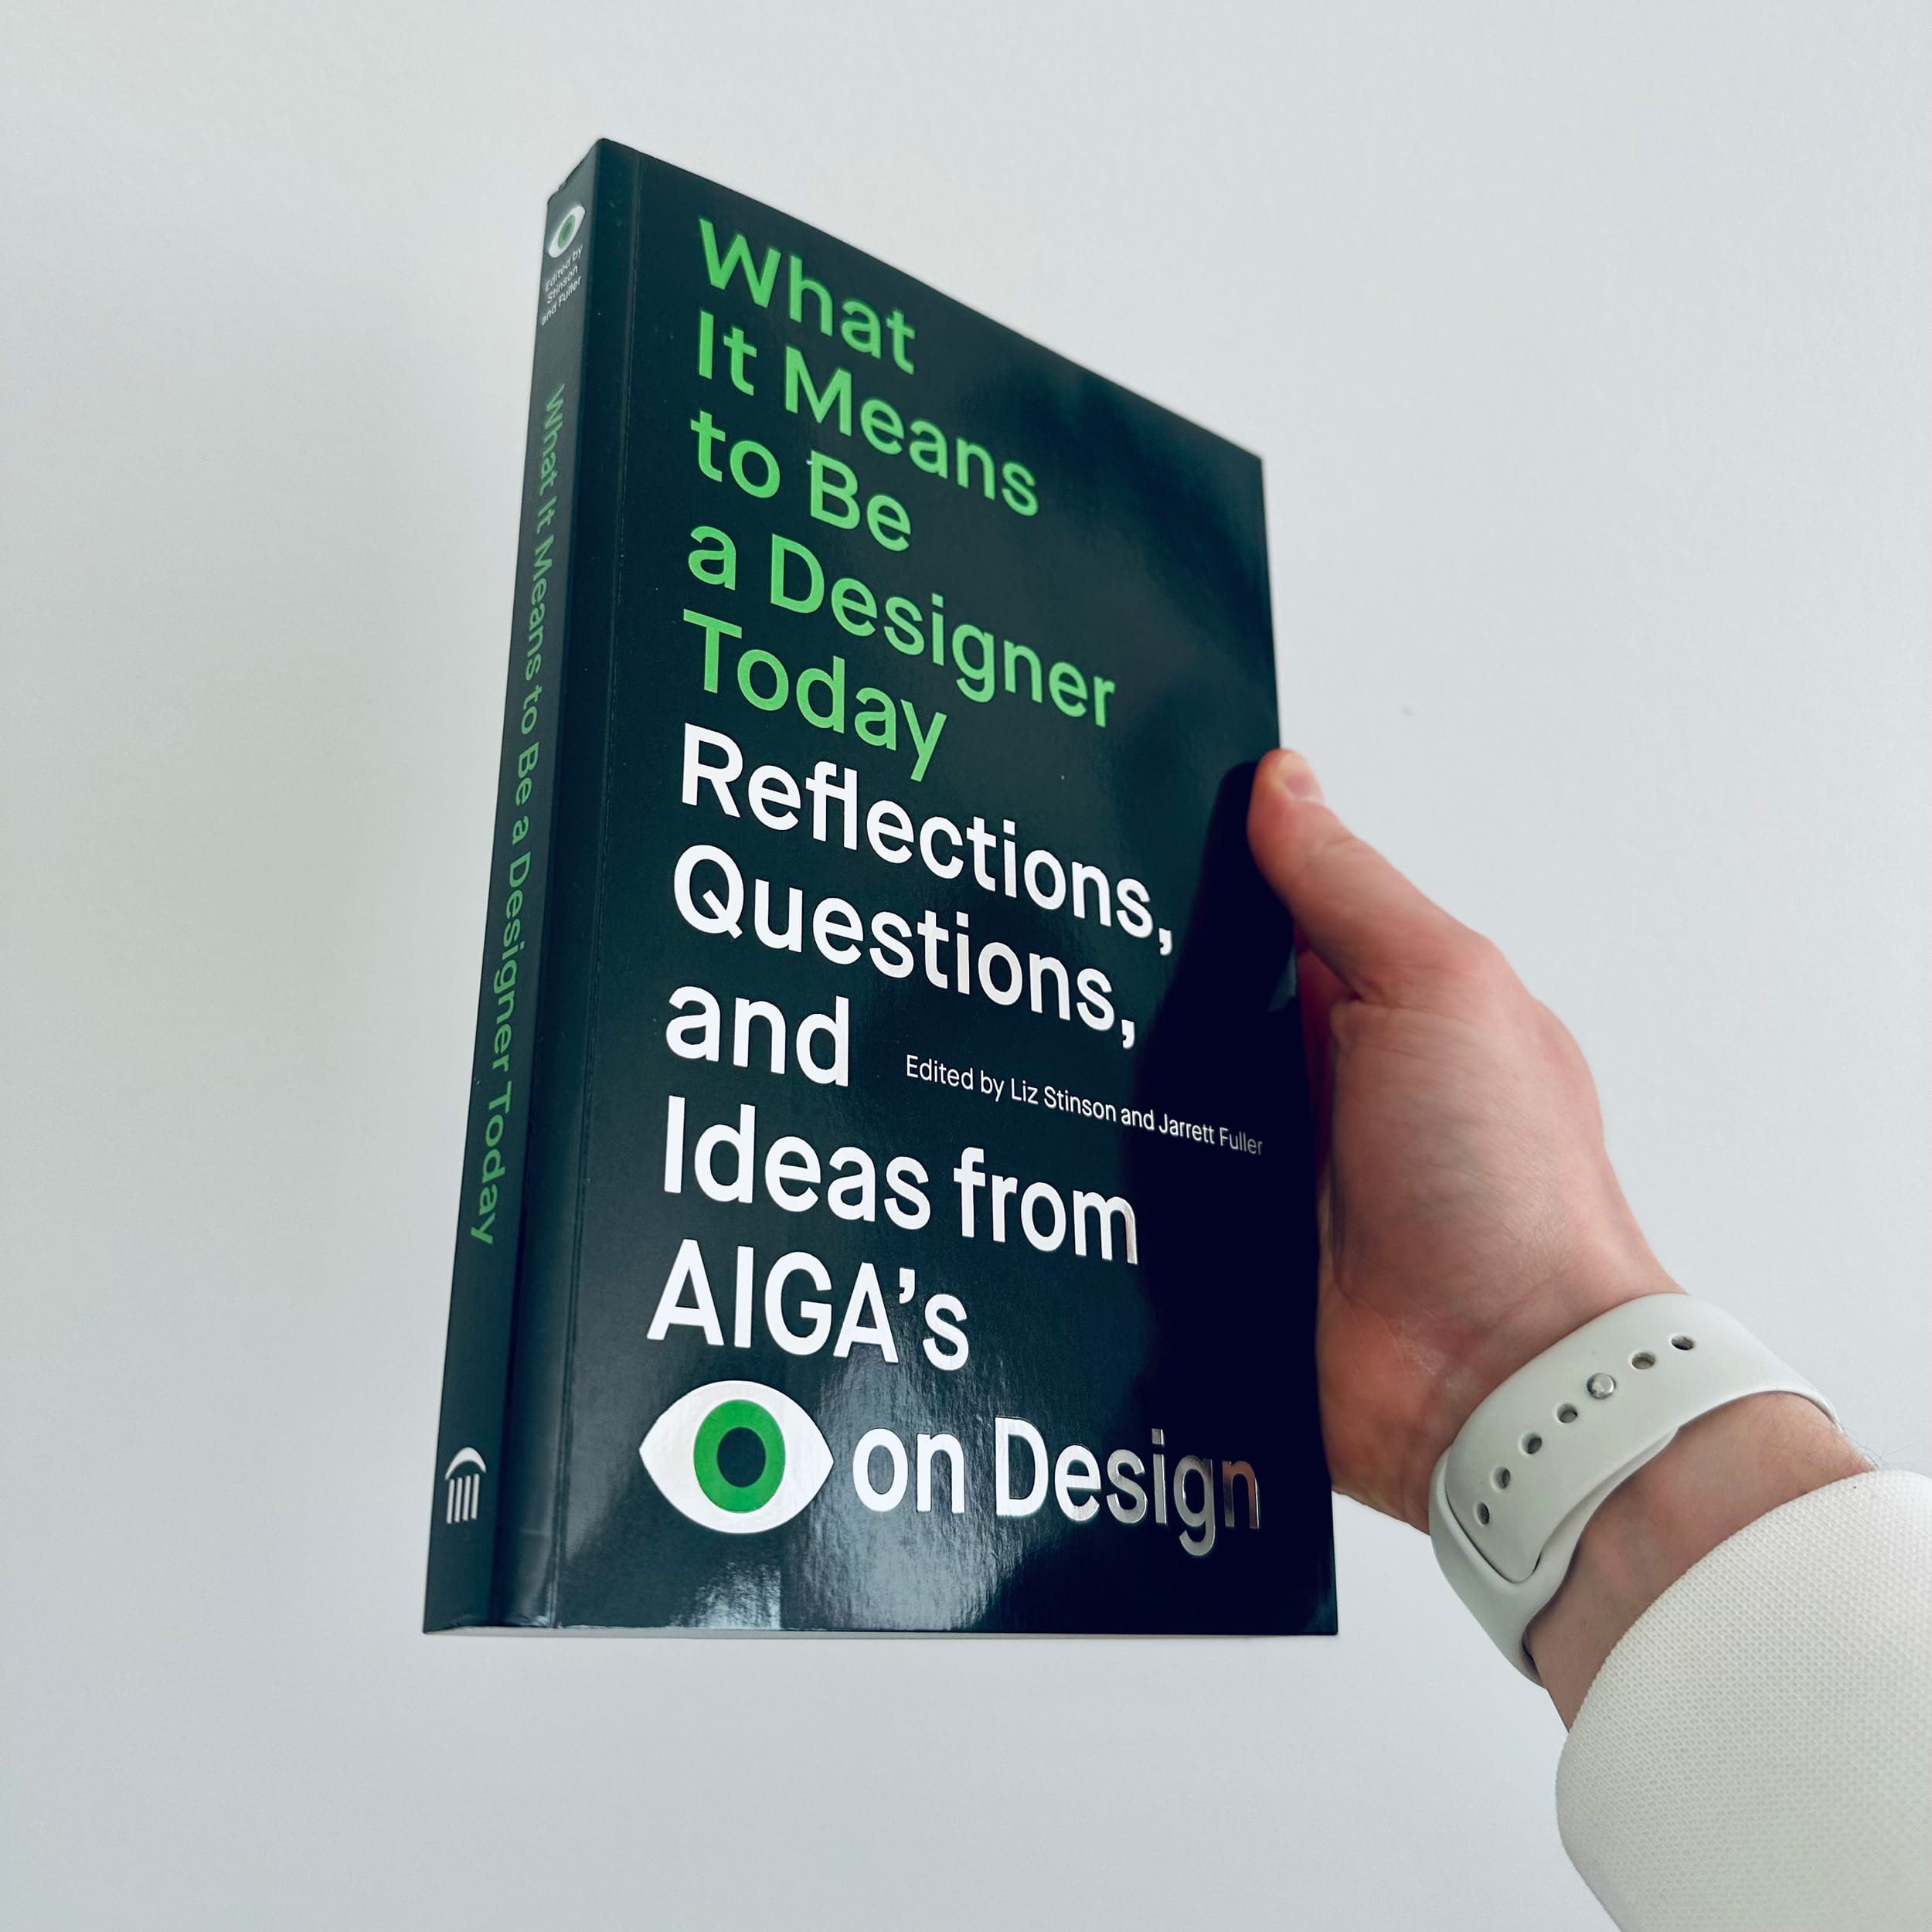 Edited by
Stinson
and Fuller
What It Means to Be a Designer Today
What
It Means
to Be
a Designer
Today
Reflections,
Questions,
and
Edited by Liz Stinson and Jarrett Fuller
Ideas from
AIGA’s
on Design